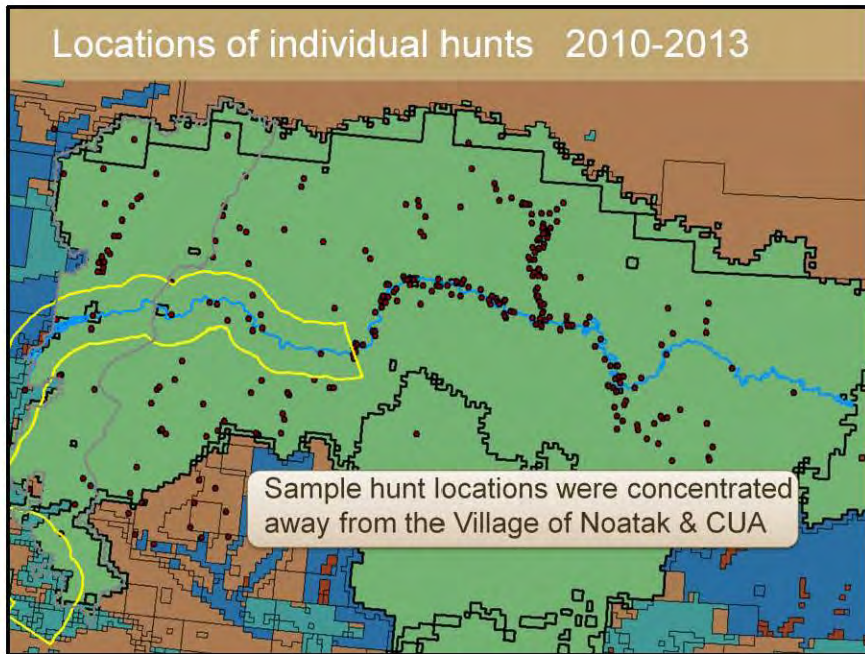 Locations of individual hunts 2010-2013
Sample hunt locations were concentrated
away from the Village of Noatak & CUA